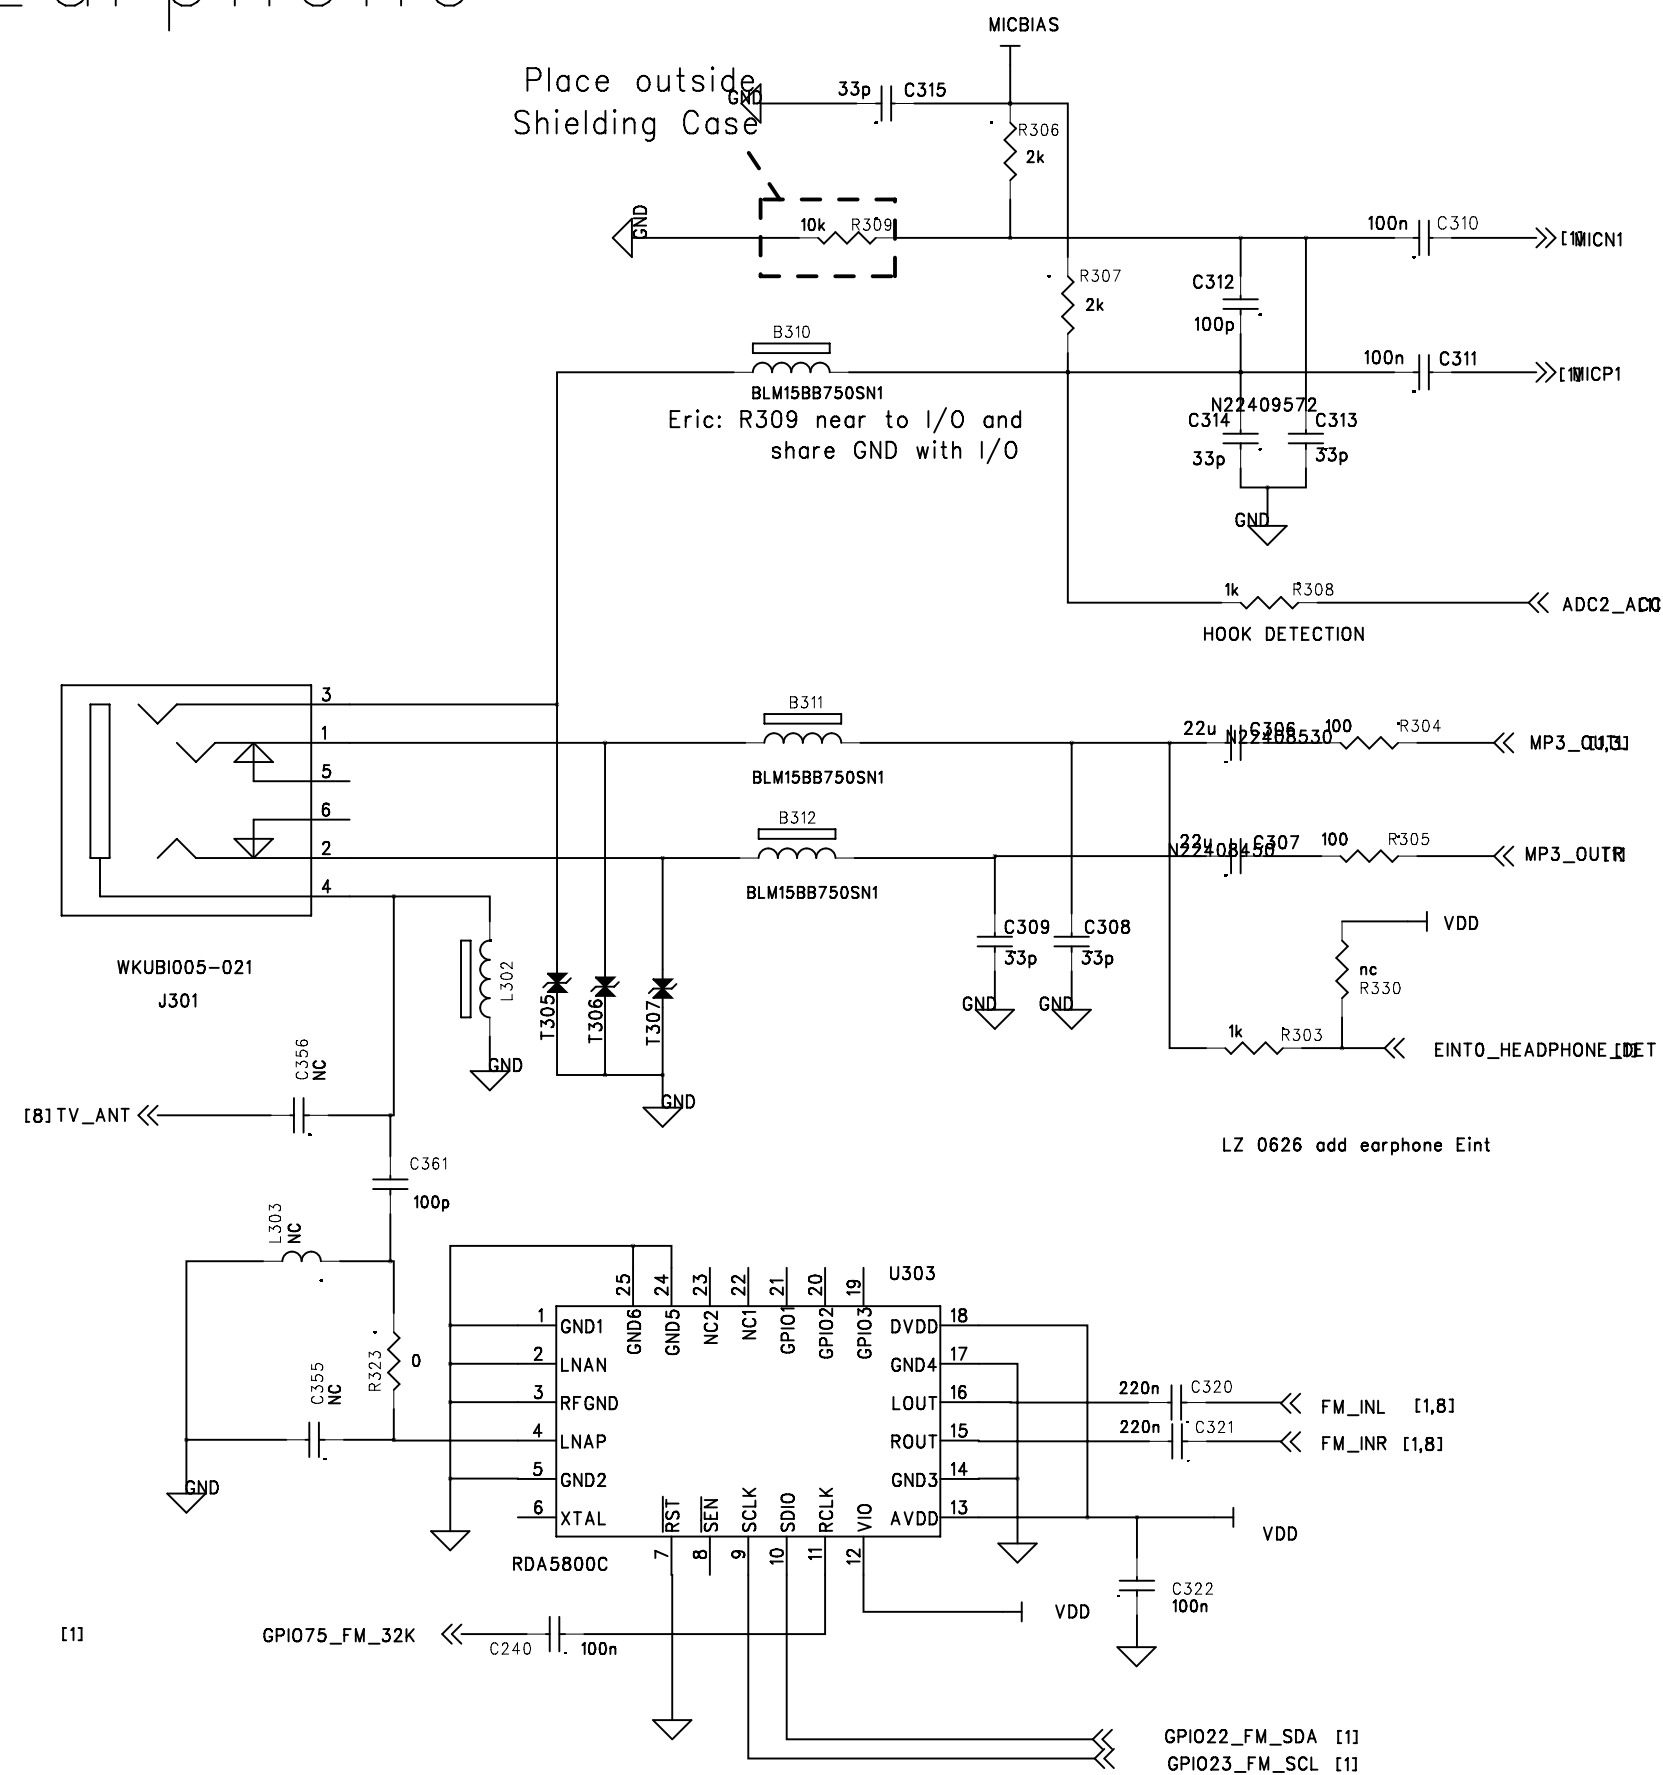 MICBIAS
Place outside
Shielding Case
GND
33p
C315
R306
2k
GND
10k
R309
100n
C310
[1]
MICN1
R307
2k
C312
100p
B310
BLM15BB750SN1
100n
C311
[1]
MICP1
Eric: R309 near to I/O and
share GND with I/O
N22409572
C314
33p
C313
33p
GND
1k
R308
ADC2_ACC
HOOK DETECTION
3
1
5
6
2
4
B311
BLM15BB750SN1
22u
C306
N22408530
100
R304
MP3_OUTL
[1,3]
B312
BLM15BB750SN1
22u
C307
N22408450
100
R305
MP3_OUTR
WKUBI005-021
J301
L302
GND
T305
T306
T307
GND
C309
33p
C308
33p
GND
GND
VDD
nc
R330
1k
R303
EINT0_HEADPHONE_DET
LZ 0626 add earphone Eint
C356
NC
[8]
TV_ANT
C361
100p
L303
NC
R323
0
C355
NC
GND
U303
25
24
23
22
21
20
19
GND6
GND5
NC2
NC1
GPIO1
GPIO2
GPIO3
1
GND1
2
LNAN
3
RFGND
4
LNAP
5
GND2
6
XTAL
DVDD
18
GND4
17
LOUT
16
ROUT
15
GND3
14
AVDD
13
RST
SEN
SCLK
SDIO
RCLK
VIO
7
8
9
10
11
12
RDA5800C
220n
C320
FM_INL [1,8]
220n
C321
FM_INR [1,8]
VDD
C322
100n
VDD
[1]
GPIO75_FM_32K
C240
100n
GPIO22_FM_SDA [1]
GPIO23_FM_SCL [1]